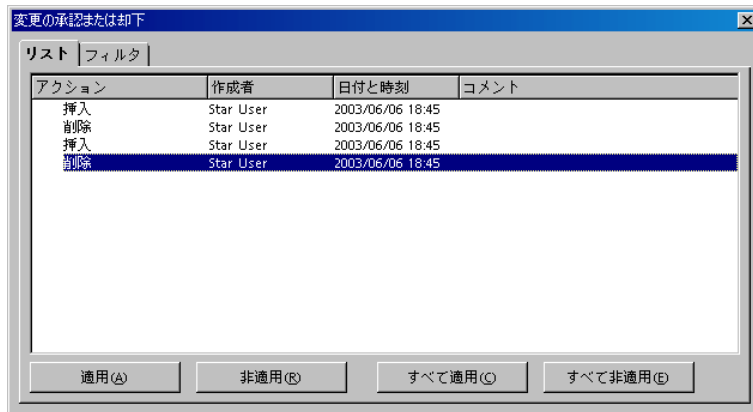 変更の承認または却下
リスト フィルタ
アクション 作成者 日付と時刻 コメント
挿入 Star User 2003/06/06 18:45
削除 Star User 2003/06/06 18:45
挿入 Star User 2003/06/06 18:45
削除 Star User 2003/06/06 18:45
適用(A) 非適用(R) すべて適用(C) すべて非適用(E)